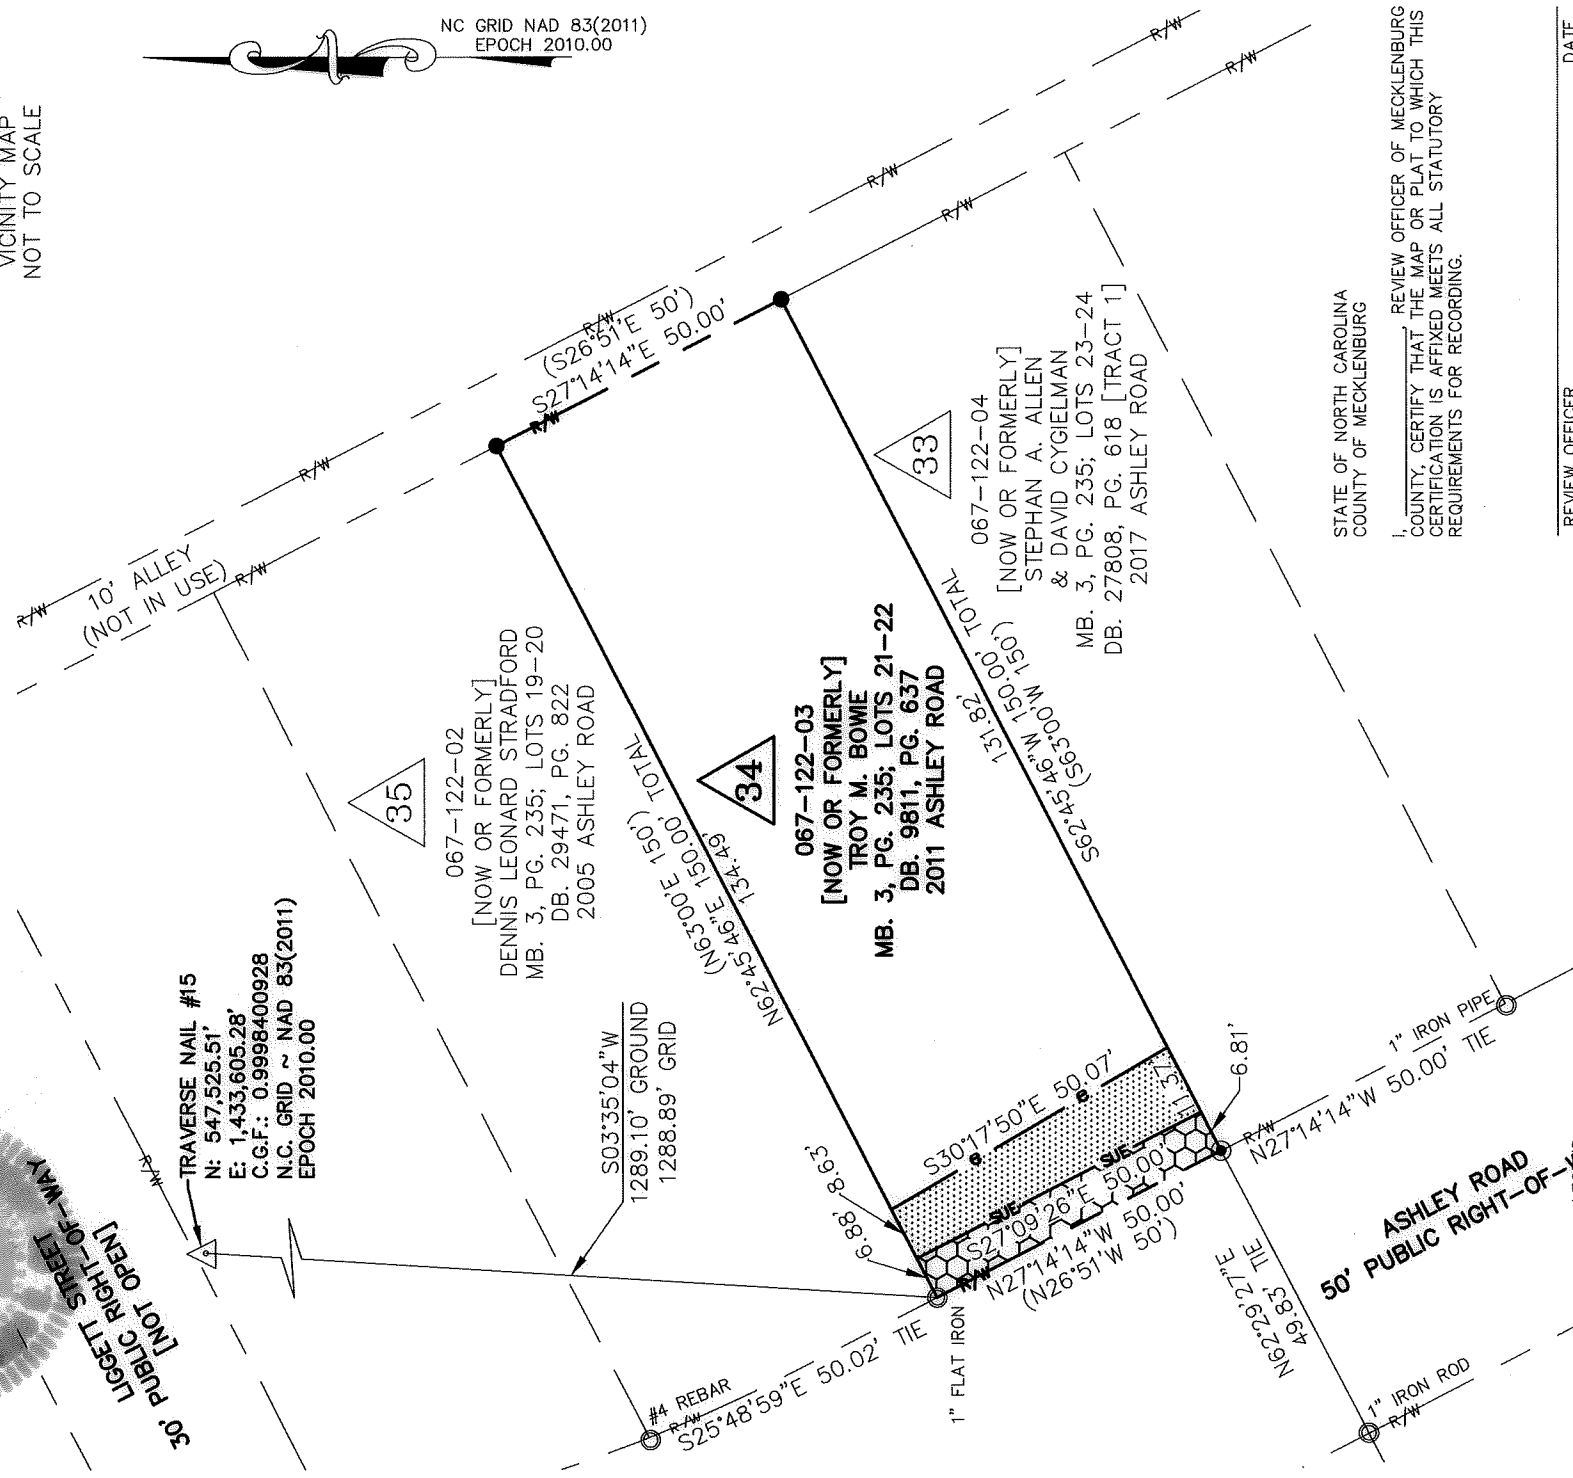 VICINITY MAP
NOT TO SCALE
NC GRID NAD 83(2011)
EPOCH 2010.00
R/W
R/W
R/W
R/W
R/W
R/W
R/W
R/W
R/W
10' ALLEY
(NOT IN USE)
(S26°51'E 50')
S27°14'14"E 50.00'
R/W
35
067-122-02
[NOW OR FORMERLY]
DENNIS LEONARD STRADFORD
MB. 3, PG. 235; LOTS 19-20
DB. 29471, PG. 822
2005 ASHLEY ROAD
34
067-122-03
[NOW OR FORMERLY]
TROY M. BOWIE
MB. 3, PG. 235; LOTS 21-22
DB. 9811, PG. 637
2011 ASHLEY ROAD
33
067-122-04
[NOW OR FORMERLY]
STEPHAN A. ALLEN
& DAVID CYGIELMAN
MB. 3, PG. 235; LOTS 23-24
DB. 27808, PG. 618 [TRACT 1]
2017 ASHLEY ROAD
(N63°00'E 150')
N62°45'46"E 150.00' TOTAL
134.49'
131.82'
S62°45'46"W 150.00' TOTAL
(S63°00'W 150')
TRAVERSE NAIL #15
N: 547,525.51'
E: 1,433,605.28'
C.G.F.: 0.9998400928
N.C. GRID ~ NAD 83(2011)
EPOCH 2010.00
S03°35'04"W
1289.10' GROUND
1288.89' GRID
LIGGETT STREET
30' PUBLIC RIGHT-OF-WAY
[NOT OPEN]
R/W
8.63'
6.88'
S30°17'50"E 50.07'
11.37'
6.81'
SUE
SUE
S27°09'26"E 50.00'
R/W
N27°14'14"W 50.00'
(N26°51'W 50')
#4 REBAR
R/W
S25°48'59"E 50.02' TIE
1" FLAT IRON
1" IRON PIPE
R/W
N27°14'14"W 50.00' TIE
N62°29'27"E
49.83' TIE
1" IRON ROD
R/W
ASHLEY ROAD
50' PUBLIC RIGHT-OF-
STATE OF NORTH CAROLINA
COUNTY OF MECKLENBURG
I, REVIEW OFFICER OF MECKLENBURG
COUNTY, CERTIFY THAT THE MAP OR PLAT TO WHICH THIS
CERTIFICATION IS AFFIXED MEETS ALL STATUTORY
REQUIREMENTS FOR RECORDING.
REVIEW OFFICER DATE